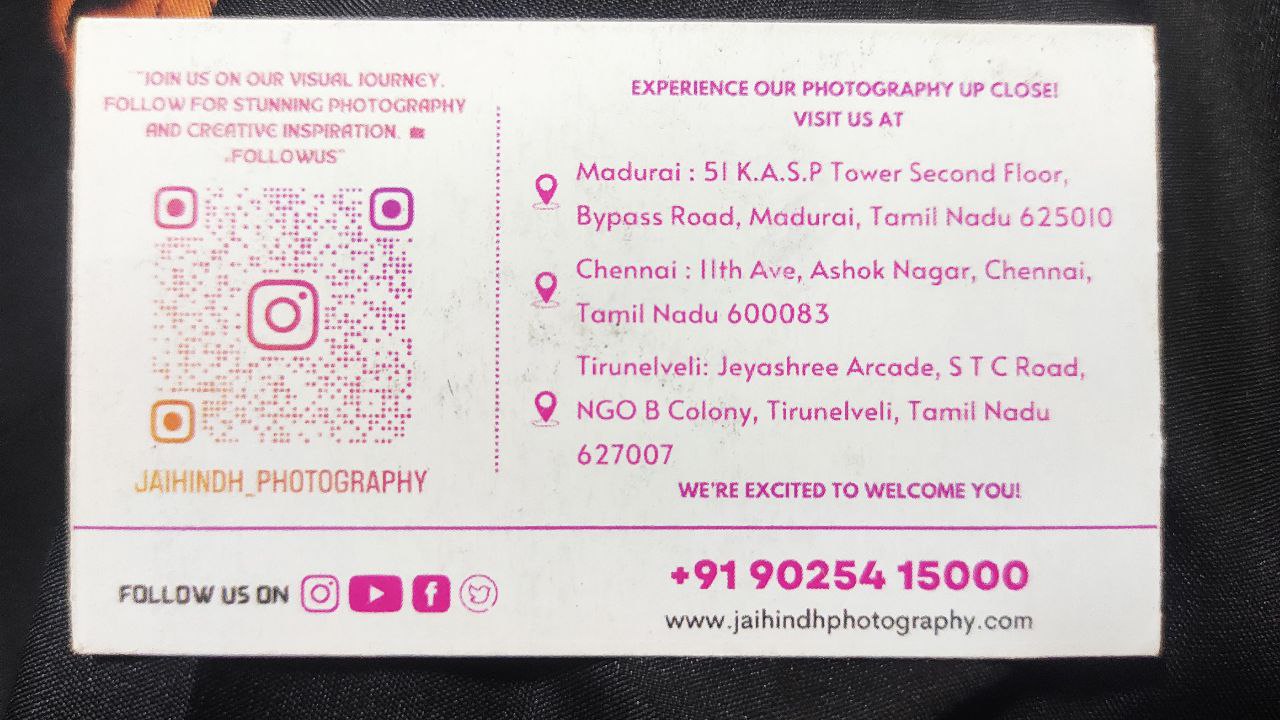 "JOIN US ON OUR VISUAL JOURNEY.
FOLLOW FOR STUNNING PHOTOGRAPHY
AND CREATIVE INSPIRATION.
FOLLOWUS"
JAIHINDH_PHOTOGRAPHY
EXPERIENCE OUR PHOTOGRAPHY UP CLOSE!
VISIT US AT
Madurai : 51 K.A.S.P Tower Second Floor,
Bypass Road, Madurai, Tamil Nadu 625010
Chennai : 11th Ave, Ashok Nagar, Chennai,
Tamil Nadu 600083
Tirunelveli: Jeyashree Arcade, S T C Road,
NGO B Colony, Tirunelveli, Tamil Nadu
627007
WE'RE EXCITED TO WELCOME YOU!
FOLLOW US ON
+91 90254 15000
www.jaihindhphotography.com